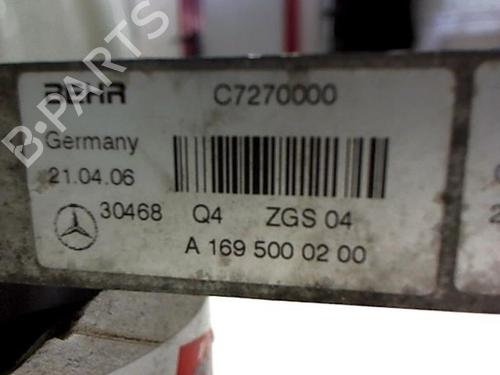 BEHR C7270000
Germany
21.04.06
30468 Q4 ZGS 04
A 169 500 02 00
B-PARTS